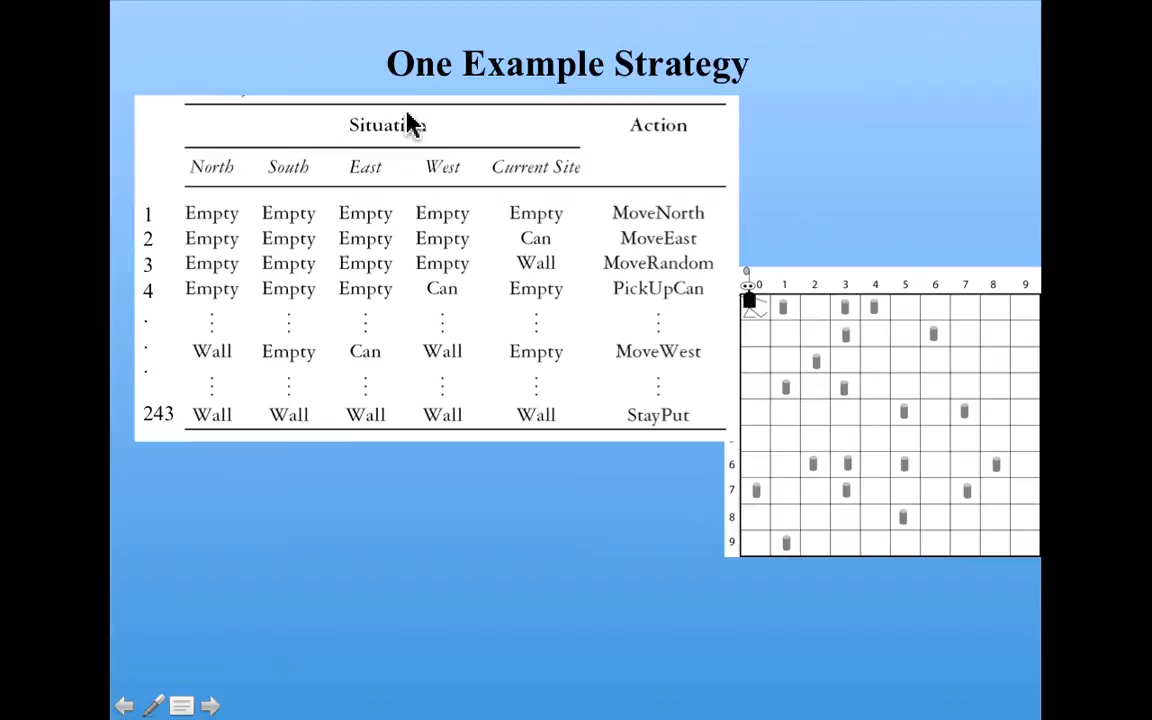 One Example Strategy
Situation Action
North South East West Current Site
1 Empty Empty Empty Empty Empty MoveNorth
2 Empty Empty Empty Empty Can MoveEast
3 Empty Empty Empty Empty Wall MoveRandom
4 Empty Empty Empty Can Empty PickUpCan
Wall Empty Can Wall Empty MoveWest
243 Wall Wall Wall Wall Wall StayPut
0 1 2 3 4 5 6 7 8 9
6
7
8
9